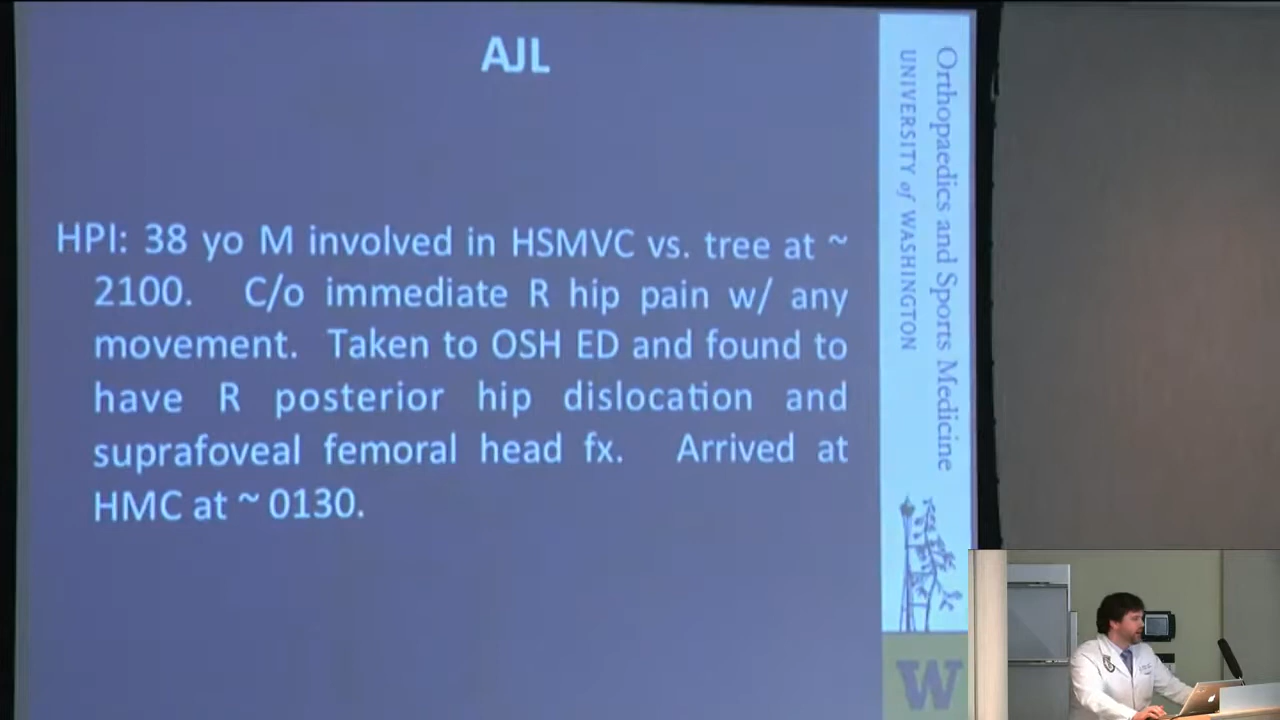 AJL
HPI: 38 yo M involved in HSMVC vs. tree at ~
2100. C/o immediate R hip pain w/ any
movement. Taken to OSH ED and found to
have R posterior hip dislocation and
suprafoveal femoral head fx. Arrived at
HMC at ~ 0130.
Orthopaedics and Sports Medicine
UNIVERSITY of WASHINGTON
W